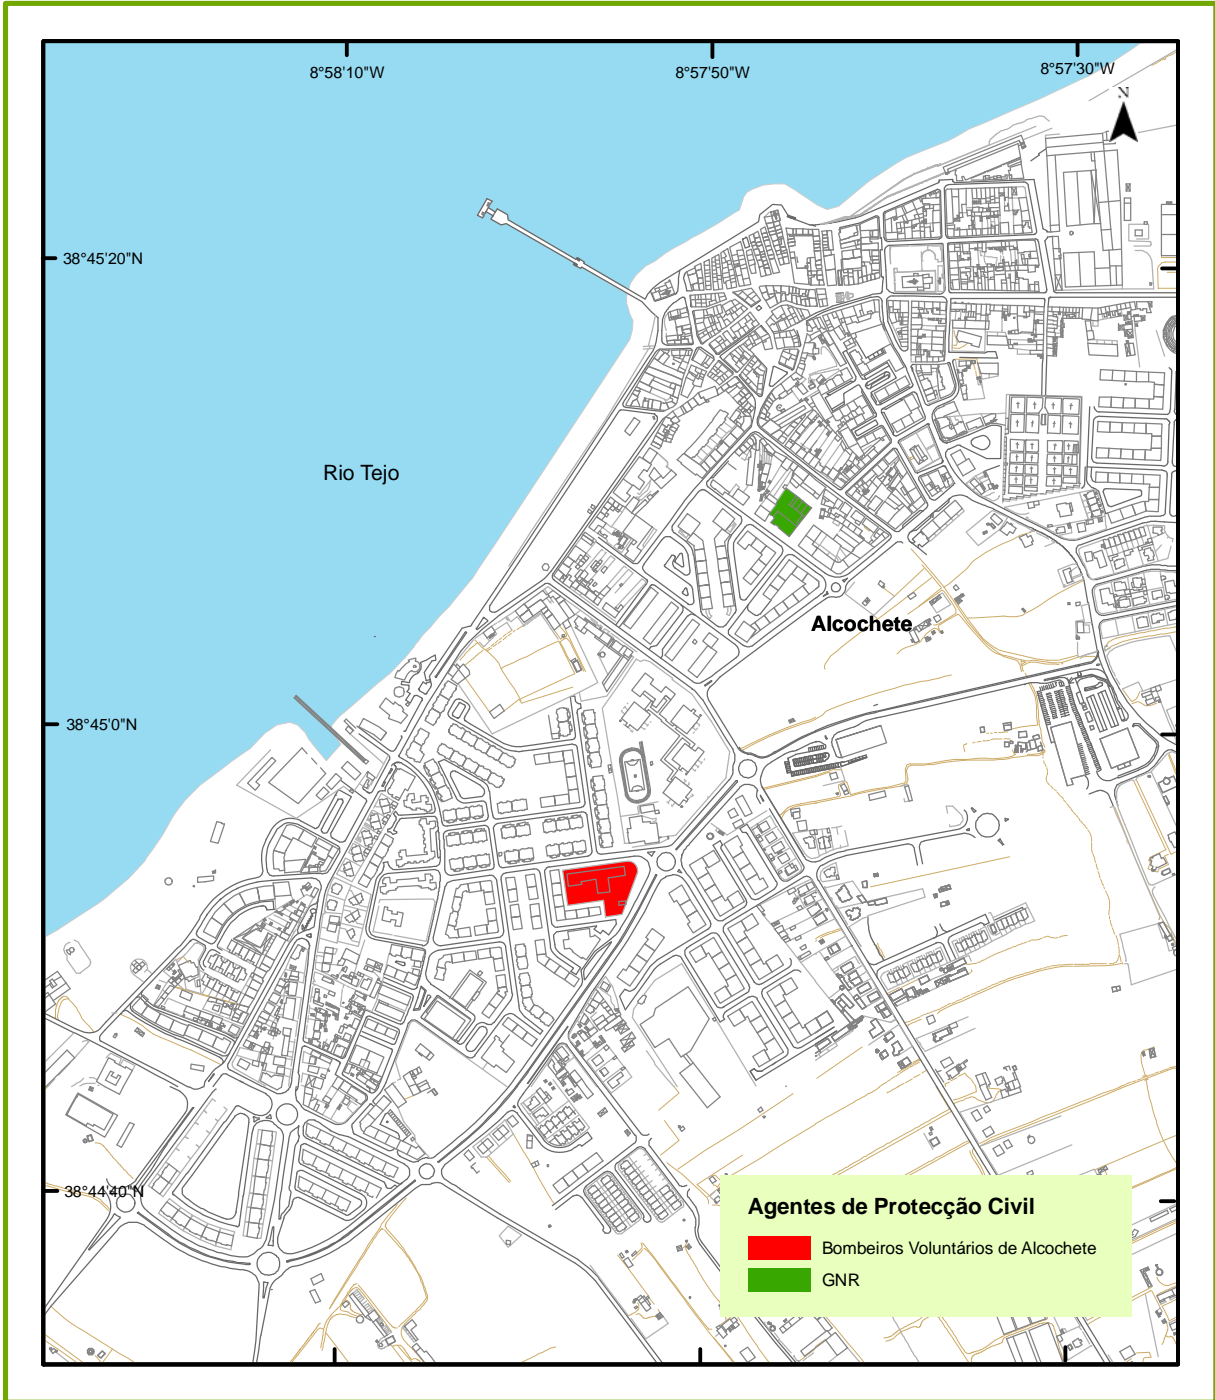 8°58'10"W
8°57'50"W
8°57'30"W
N
38°45'20"N
Rio Tejo
Alcochete
38°45'0"N
38°44'40"N
Agentes de Protecção Civil
Bombeiros Voluntários de Alcochete
GNR